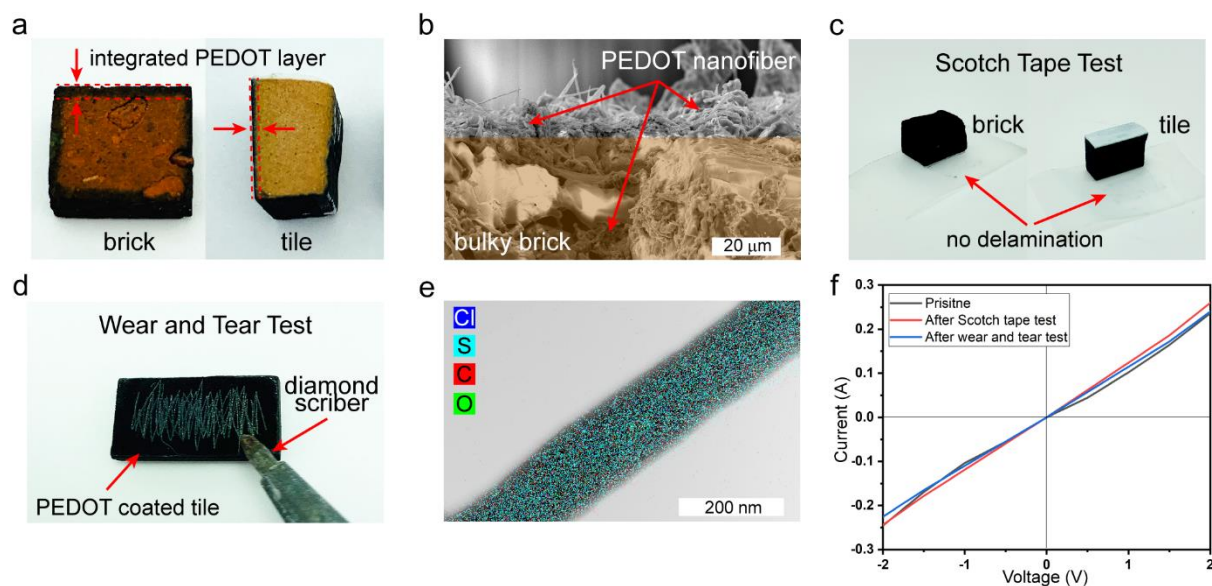 a
integrated PEDOT layer
brick
tile
b
PEDOT nanofiber
bulky brick
20 μm
c
Scotch Tape Test
brick
tile
no delamination
d
Wear and Tear Test
diamond
scriber
PEDOT coated tile
e
Cl
S
C
O
200 nm
f
Prisitne
After Scotch tape test
After wear and tear test
Current (A)
0.3
0.2
0.1
0.0
-0.1
-0.2
-0.3
-2
-1
0
1
2
Voltage (V)